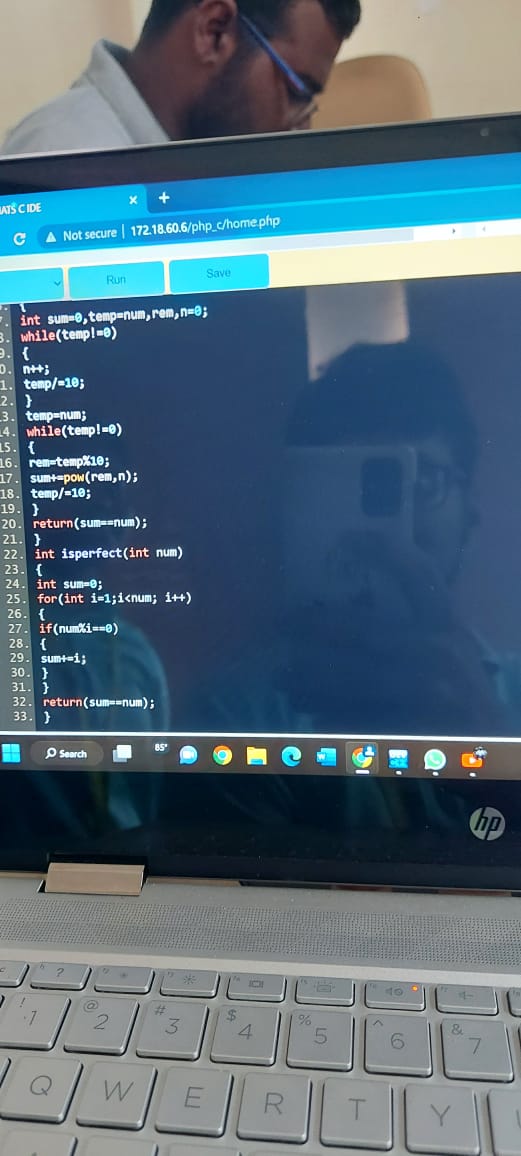 ATS C IDE
Not secure | 172.18.60.6/php_c/home.php
Run Save
{
int sum=0,temp=num,rem,n=0;
while(temp!=0)
{
n++;
1. temp/=10;
2. }
3. temp=num;
14. while(temp!=0)
15. {
16. rem=temp%10;
17. sum+=pow(rem,n);
18. temp/=10;
19. }
20. return(sum==num);
21. }
22. int isperfect(int num)
23. {
24. int sum=0;
25. for(int i=1;i<num; i++)
26. {
27. if(num%i==0)
28. {
29. sum+=i;
30. }
31. }
32. return(sum==num);
33. }
Search 85°
hp
! @ # $ % ^ &
1 2 3 4 5 6 7
Q W E R T Y